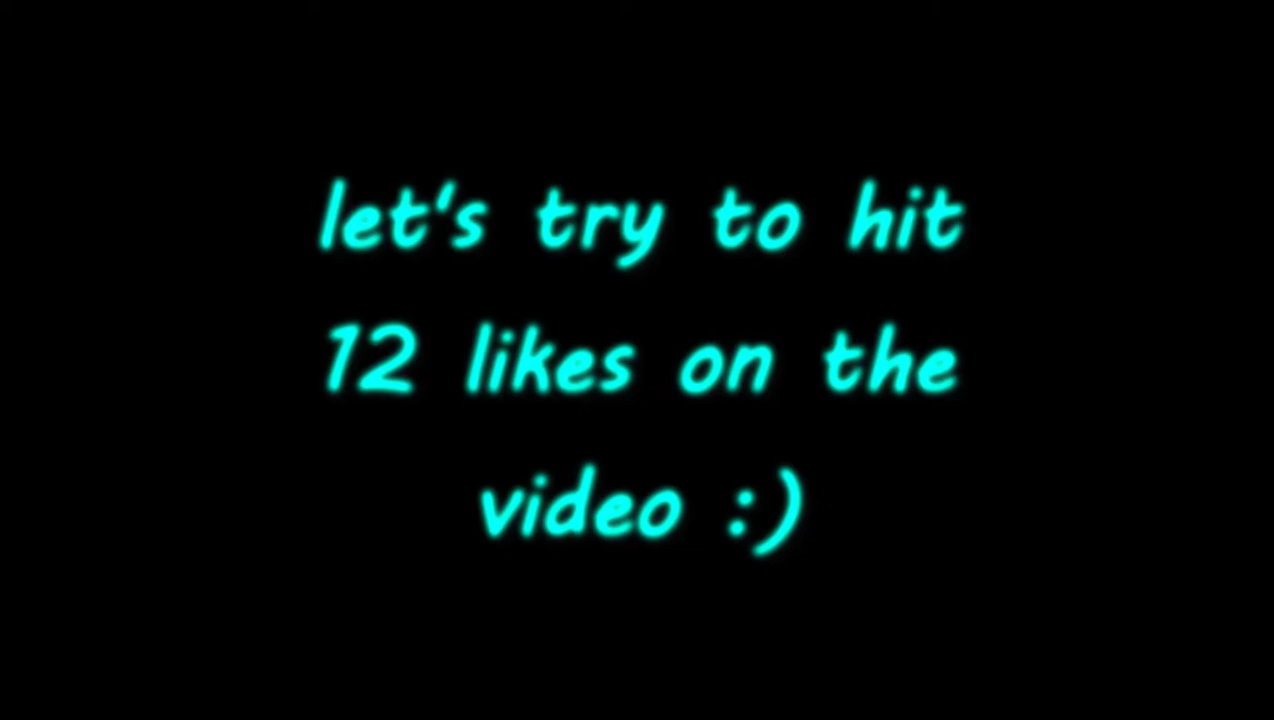 let's try to hit
12 likes on the
video :)